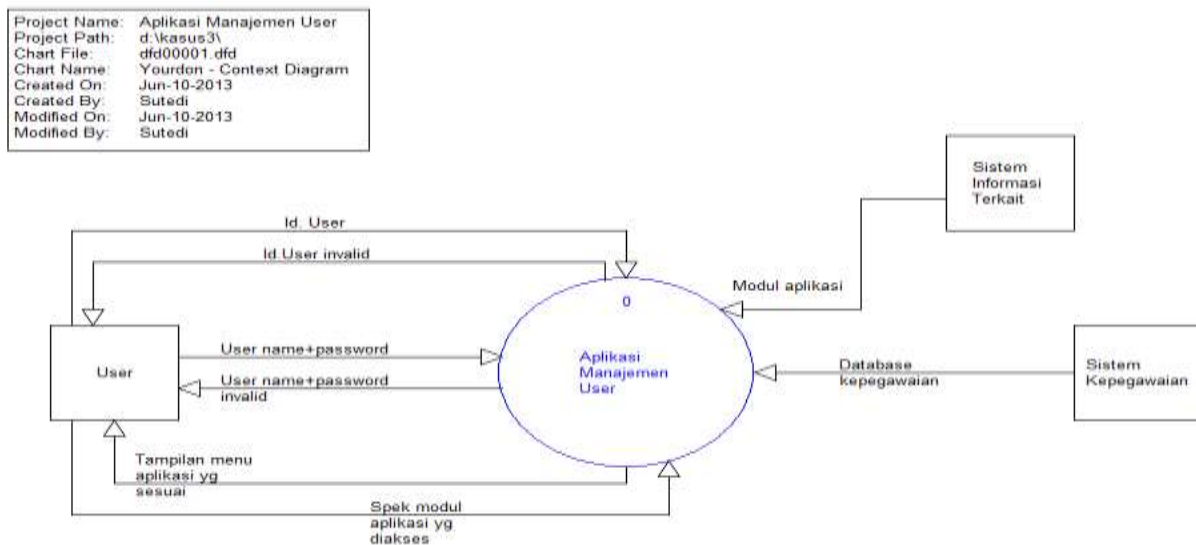 Project Name: Aplikasi Manajemen User
Project Path: d:\kasus3\
Chart File: dfd00001.dfd
Chart Name: Yourdon - Context Diagram
Created On: Jun-10-2013
Created By: Sutedi
Modified On: Jun-10-2013
Modified By: Sutedi
Sistem
Informasi
Terkait
Id. User
Id.User invalid
Modul aplikasi
0
User name+password
User
Aplikasi
Manajemen
User
Database
kepegawaian
Sistem
Kepegawaian
User name+password
invalid
Tampilan menu
aplikasi yg
sesuai
Spek modul
aplikasi yg
diakses